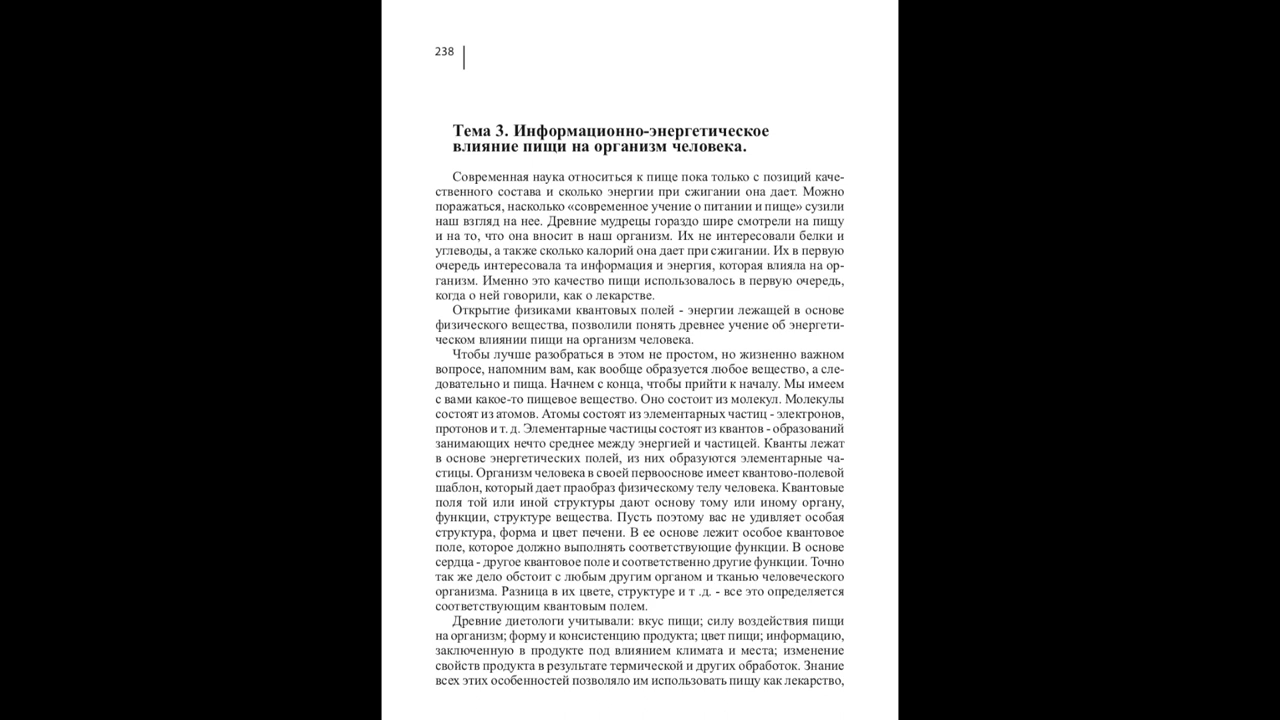 238
Тема 3. Информационно-энергетическое
влияние пищи на организм человека.
Современная наука относиться к пище пока только с позиций каче-
ственного состава и сколько энергии при сжигании она дает. Можно
поражаться, насколько «современное учение о питании и пище» сузили
наш взгляд на нее. Древние мудрецы гораздо шире смотрели на пищу
и на то, что она вносит в наш организм. Их не интересовали белки и
углеводы, а также сколько калорий она дает при сжигании. Их в первую
очередь интересовала та информация и энергия, которая влияла на ор-
ганизм. Именно это качество пищи использовалось в первую очередь,
когда о ней говорили, как о лекарстве.
Открытие физиками квантовых полей - энергии лежащей в основе
физического вещества, позволили понять древнее учение об энергети-
ческом влиянии пищи на организм человека.
Чтобы лучше разобраться в этом не простом, но жизненно важном
вопросе, напомним вам, как вообще образуется любое вещество, а сле-
довательно и пища. Начнем с конца, чтобы прийти к началу. Мы имеем
с вами какое-то пищевое вещество. Оно состоит из молекул. Молекулы
состоят из атомов. Атомы состоят из элементарных частиц - электронов,
протонов и т. д. Элементарные частицы состоят из квантов - образований
занимающих нечто среднее между энергией и частицей. Кванты лежат
в основе энергетических полей, из них образуются элементарные ча-
стицы. Организм человека в своей первооснове имеет квантово-полевой
шаблон, который дает праобраз физическому телу человека. Квантовые
поля той или иной структуры дают основу тому или иному органу,
функции, структуре вещества. Пусть поэтому вас не удивляет особая
структура, форма и цвет печени. В ее основе лежит особое квантовое
поле, которое должно выполнять соответствующие функции. В основе
сердца - другое квантовое поле и соответственно другие функции. Точно
так же дело обстоит с любым другим органом и тканью человеческого
организма. Разница в их цвете, структуре и т .д. - все это определяется
соответствующим квантовым полем.
Древние диетологи учитывали: вкус пищи; силу воздействия пищи
на организм; форму и консистенцию продукта; цвет пищи; информацию,
заключенную в продукте под влиянием климата и места; изменение
свойств продукта в результате термической и других обработок. Знание
всех этих особенностей позволяло им использовать пищу как лекарство,